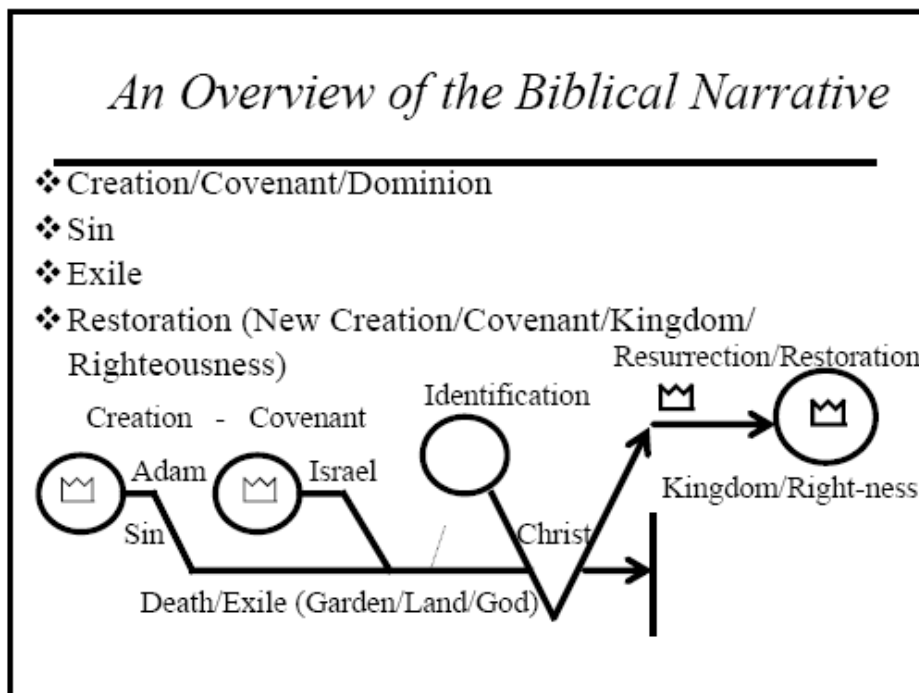 An Overview of the Biblical Narrative
❖ Creation/Covenant/Dominion
❖ Sin
❖ Exile
❖ Restoration (New Creation/Covenant/Kingdom/
Righteousness)
Resurrection/Restoration
Identification
Creation - Covenant
Adam
Israel
Kingdom/Right-ness
Sin
Christ
Death/Exile (Garden/Land/God)